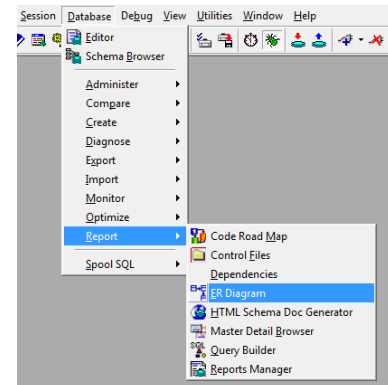 Session Database Debug View Utilities Window Help
Editor
Schema Browser
Administer
Compare
Create
Diagnose
Export
Import
Monitor
Optimize
Report
Code Road Map
Control Files
Spool SQL
Dependencies
ER Diagram
HTML Schema Doc Generator
Master Detail Browser
SQL Query Builder
Reports Manager